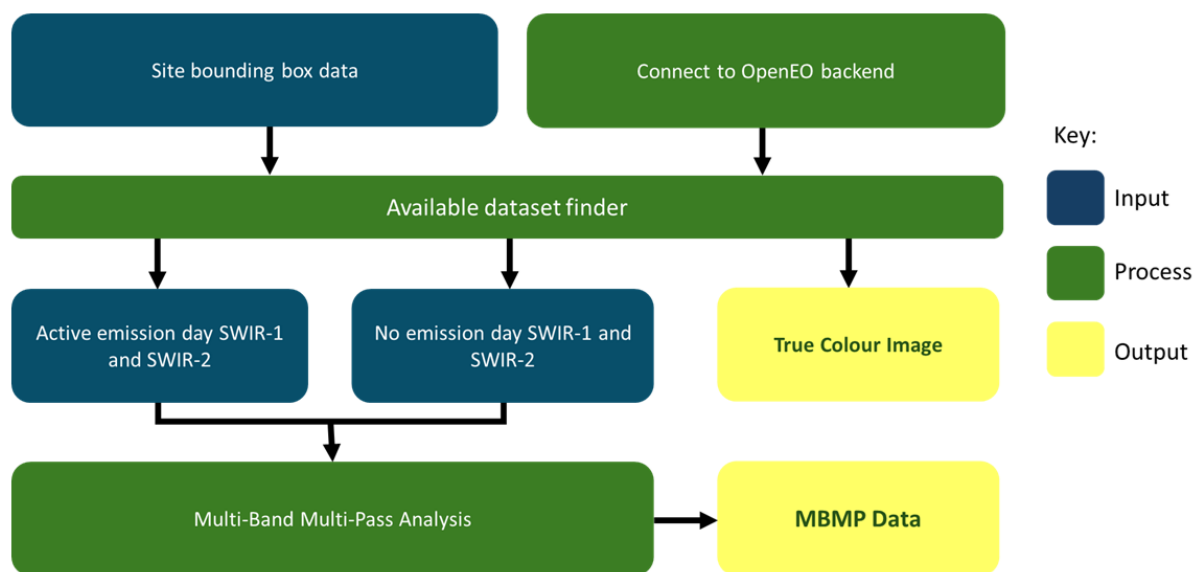 Site bounding box data
Connect to OpenEO backend
Key:
Input
Available dataset finder
Process
Active emission day SWIR-1
and SWIR-2
No emission day SWIR-1 and
SWIR-2
True Colour Image
Output
Multi-Band Multi-Pass Analysis
MBMP Data